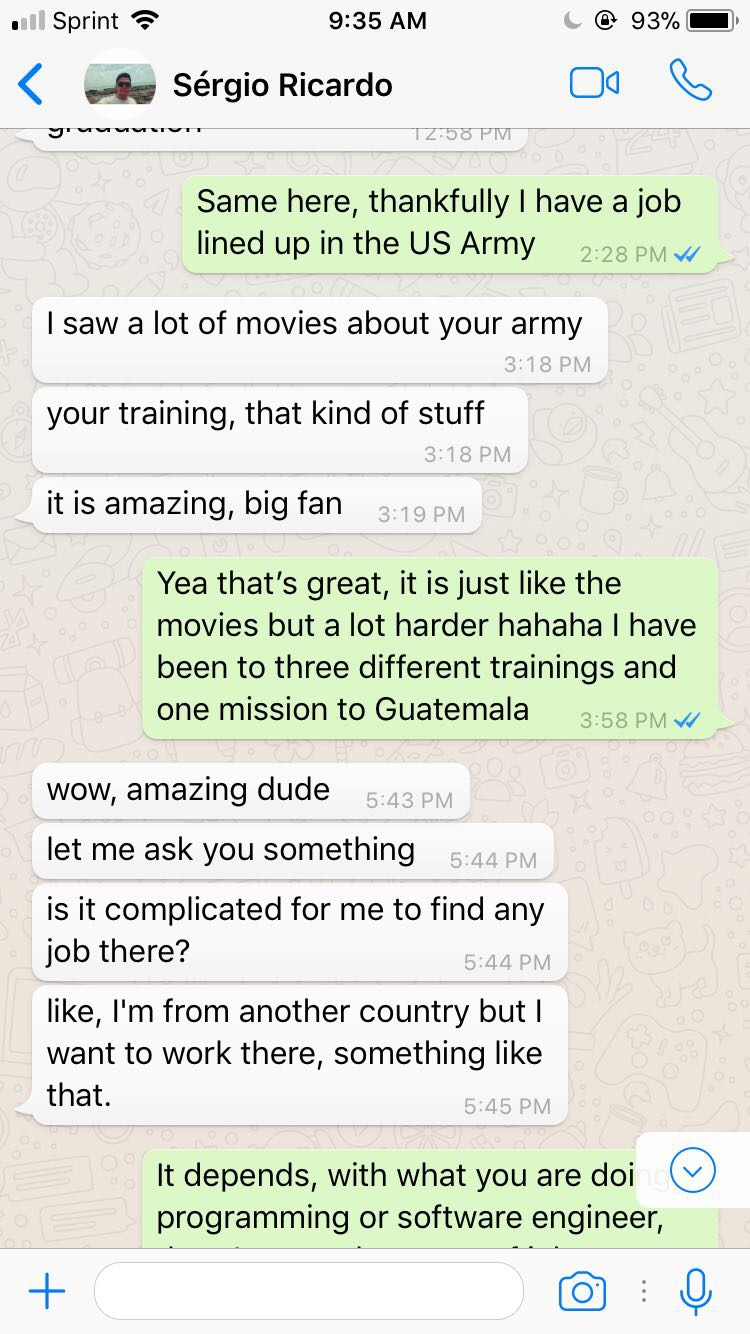 Sprint 9:35 AM 93%
Sérgio Ricardo
graduation 12:58 PM
Same here, thankfully I have a job
lined up in the US Army 2:28 PM
I saw a lot of movies about your army
3:18 PM
your training, that kind of stuff
3:18 PM
it is amazing, big fan 3:19 PM
Yea that's great, it is just like the
movies but a lot harder hahaha I have
been to three different trainings and
one mission to Guatemala 3:58 PM
wow, amazing dude 5:43 PM
let me ask you something 5:44 PM
is it complicated for me to find any
job there? 5:44 PM
like, I'm from another country but I
want to work there, something like
that. 5:45 PM
It depends, with what you are doing
programming or software engineer,